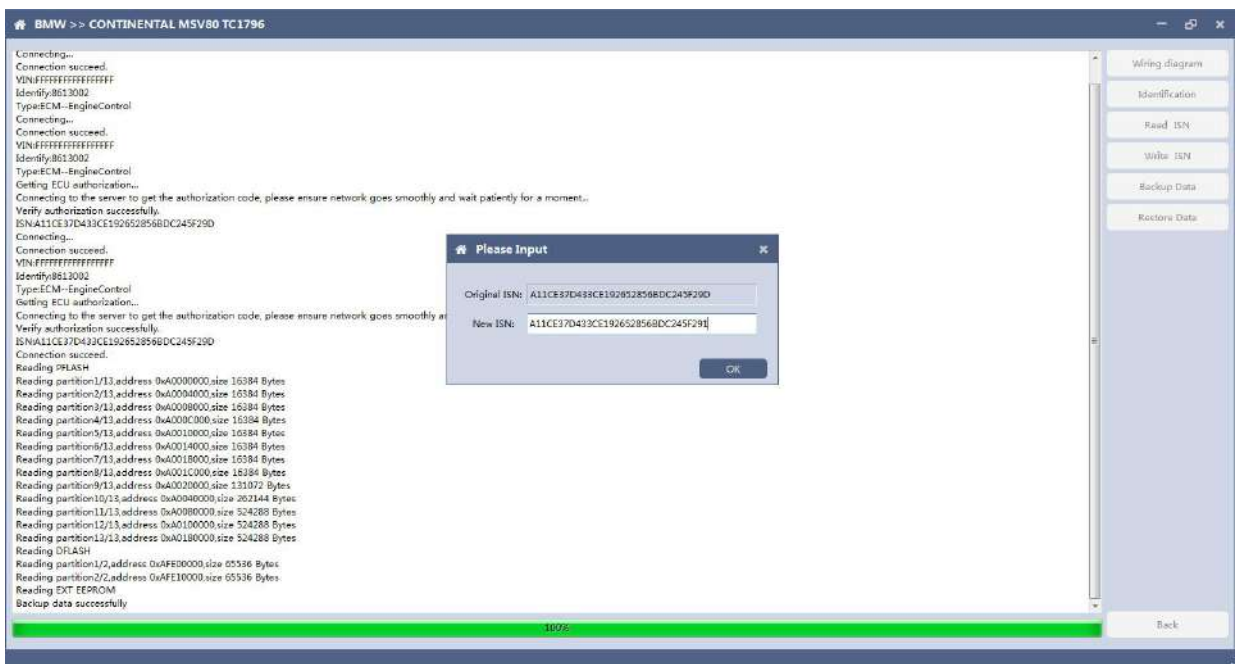 BMW >> CONTINENTAL MSV80 TC1796
Connecting...
Connection succeed.
VIN:FFFFFFFFFFFFFFFFF
Identify:8613002
Type:ECM--EngineControl
Connecting...
Connection succeed.
VIN:FFFFFFFFFFFFFFFFF
Identify:8613002
Type:ECM--EngineControl
Getting ECU authorization...
Connecting to the server to get the authorization code, please ensure network goes smoothly and wait patiently for a moment...
Verify authorization successfully.
ISN:A11CE37D433CE192652856BDC245F29D
Connecting...
Connection succeed.
VIN:FFFFFFFFFFFFFFFFF
Identify:8613002
Type:ECM--EngineControl
Getting ECU authorization...
Connecting to the server to get the authorization code, please ensure network goes smoothly
Verify authorization successfully.
ISN:A11CE37D433CE192652856BDC245F29D
Connection succeed.
Reading PFLASH
Reading partition1/13,address 0xA0000000,size 16384 Bytes
Reading partition2/13,address 0xA0004000,size 16384 Bytes
Reading partition3/13,address 0xA0008000,size 16384 Bytes
Reading partition4/13,address 0xA000C000,size 16384 Bytes
Reading partition5/13,address 0xA0010000,size 16384 Bytes
Reading partition6/13,address 0xA0014000,size 16384 Bytes
Reading partition7/13,address 0xA0018000,size 16384 Bytes
Reading partition8/13,address 0xA001C000,size 16384 Bytes
Reading partition9/13,address 0xA0020000,size 131072 Bytes
Reading partition10/13,address 0xA0040000,size 262144 Bytes
Reading partition11/13,address 0xA0080000,size 524288 Bytes
Reading partition12/13,address 0xA0100000,size 524288 Bytes
Reading partition13/13,address 0xA0180000,size 524288 Bytes
Reading DFLASH
Reading partition1/2,address 0xAFE00000,size 65536 Bytes
Reading partition2/2,address 0xAFE10000,size 65536 Bytes
Reading EXT EEPROM
Backup data successfully
100%
Please Input
Original ISN: A11CE37D433CE192652856BDC245F29D
New ISN: A11CE37D433CE192652856BDC245F291
OK
Wiring diagram
Identification
Read ISN
Write ISN
Backup Data
Restore Data
Back